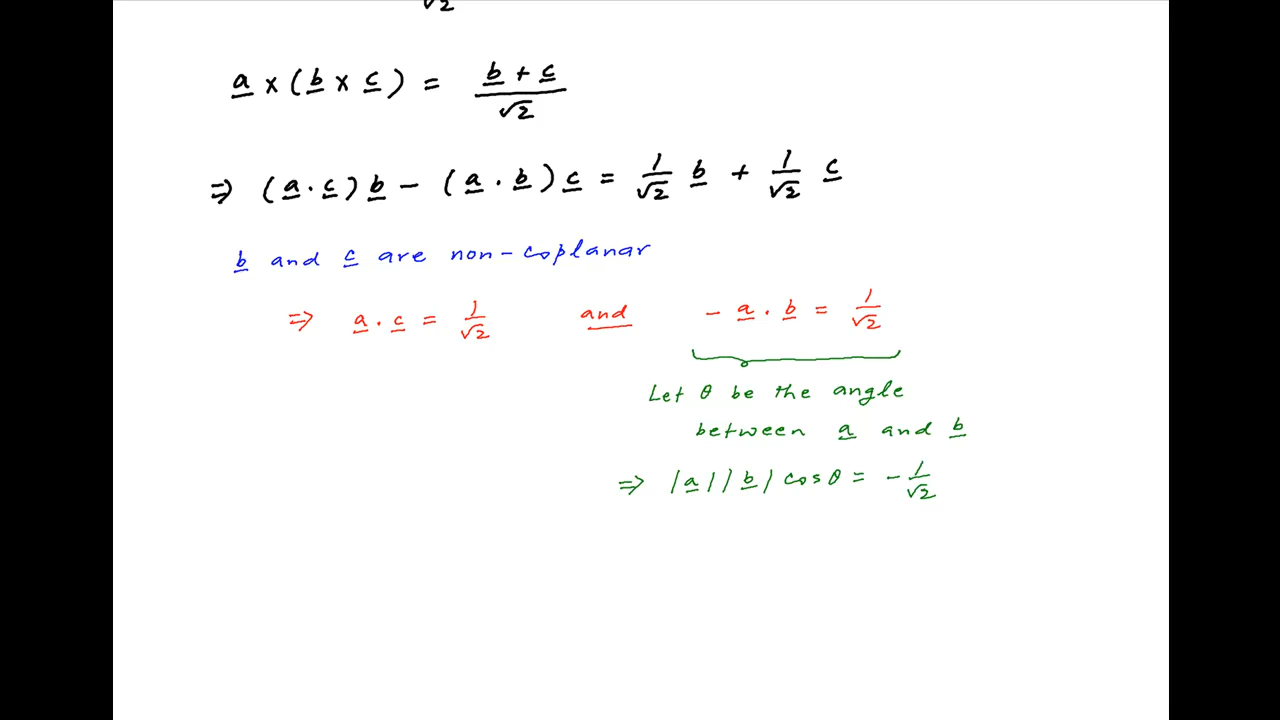 √2
a × (b × c) = b + c / √2
⇒ (a · c) b − (a · b) c = 1/√2 b + 1/√2 c
b and c are non-coplanar
⇒ a · c = 1/√2 and − a · b = 1/√2
Let θ be the angle
between a and b
⇒ |a| |b| cos θ = − 1/√2